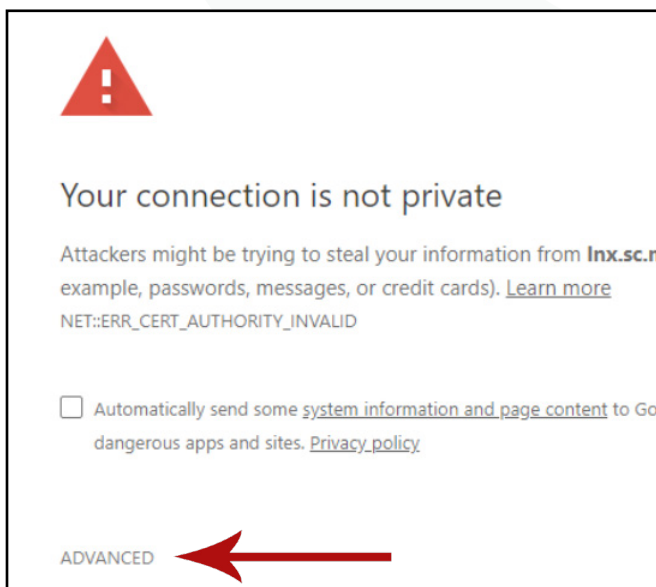 Your connection is not private
Attackers might be trying to steal your information from lnx.sc.
example, passwords, messages, or credit cards). Learn more
NET::ERR_CERT_AUTHORITY_INVALID
Automatically send some system information and page content to Go
dangerous apps and sites. Privacy policy
ADVANCED